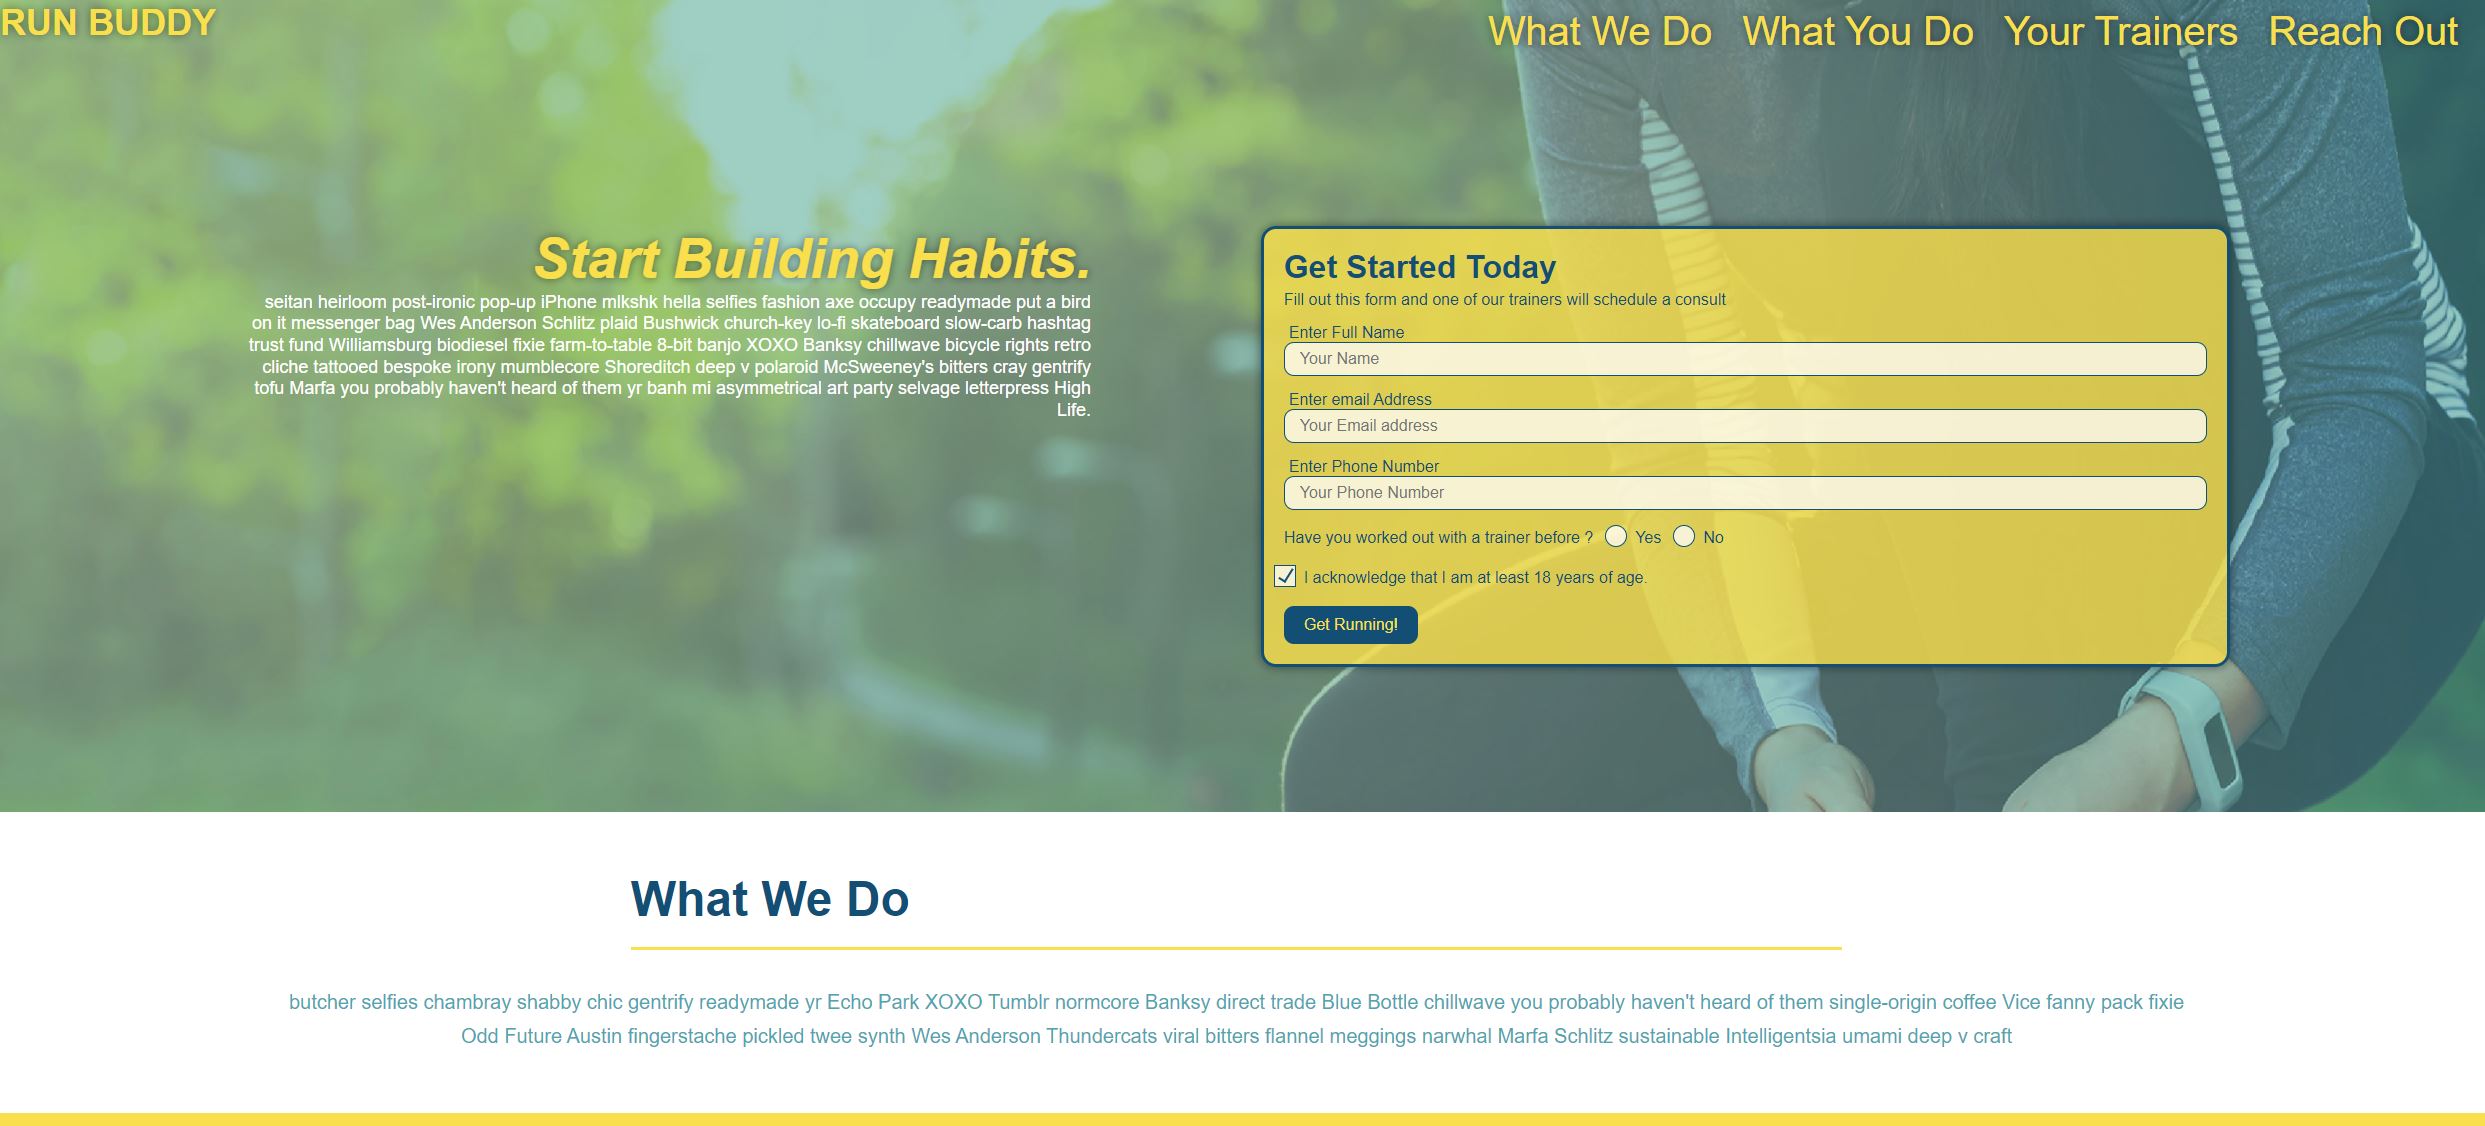 RUN BUDDY
What We Do What You Do Your Trainers Reach Out
Start Building Habits.
seitan heirloom post-ironic pop-up iPhone mlkshk hella selfies fashion axe occupy readymade put a bird
on it messenger bag Wes Anderson Schlitz plaid Bushwick church-key lo-fi skateboard slow-carb hashtag
trust fund Williamsburg biodiesel fixie farm-to-table 8-bit banjo XOXO Banksy chillwave bicycle rights retro
cliche tattooed bespoke irony mumblecore Shoreditch deep v polaroid McSweeney's bitters cray gentrify
tofu Marfa you probably haven't heard of them yr banh mi asymmetrical art party selvage letterpress High
Life.
Get Started Today
Fill out this form and one of our trainers will schedule a consult
Enter Full Name
Your Name
Enter email Address
Your Email address
Enter Phone Number
Your Phone Number
Have you worked out with a trainer before ? Yes No
I acknowledge that I am at least 18 years of age.
Get Running!
What We Do
butcher selfies chambray shabby chic gentrify readymade yr Echo Park XOXO Tumblr normcore Banksy direct trade Blue Bottle chillwave you probably haven't heard of them single-origin coffee Vice fanny pack fixie
Odd Future Austin fingerstache pickled twee synth Wes Anderson Thundercats viral bitters flannel meggings narwhal Marfa Schlitz sustainable Intelligentsia umami deep v craft